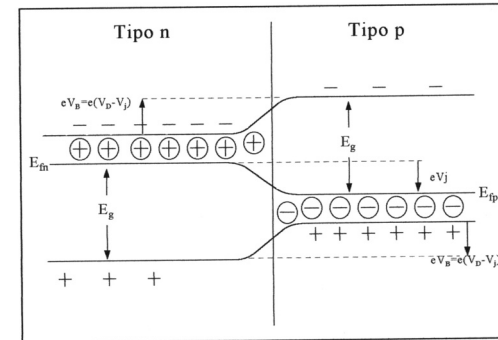 Tipo n
Tipo p
eV_B=e(V_D-V_j)
− − − − − −
− − −
+ + + + + + +
E_g
E_fn
eVj
E_g
E_fp
− − − − − − −
+ + + + + +
eV_B=e(V_D-V_j)
+ + +